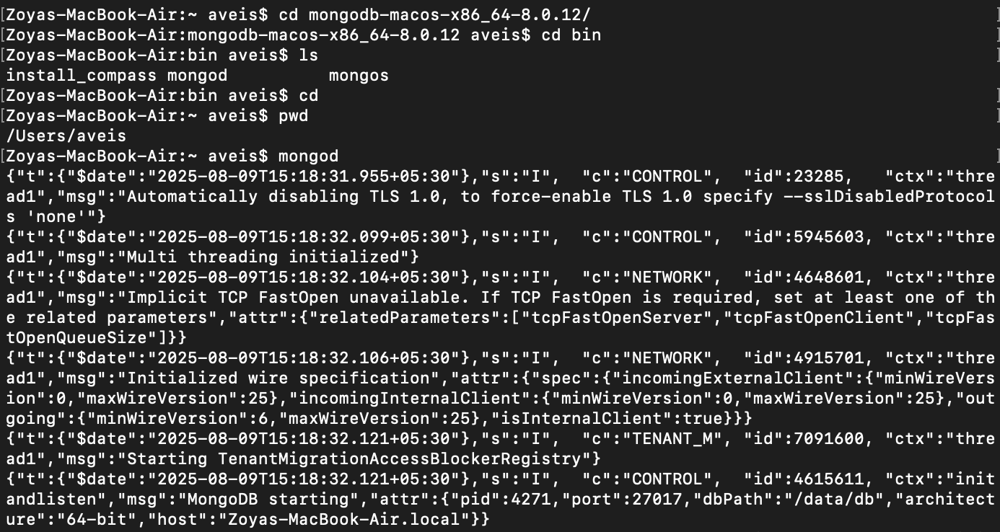 [Zoyas-MacBook-Air:~ aveis$ cd mongodb-macos-x86_64-8.0.12/ ]
[Zoyas-MacBook-Air:mongodb-macos-x86_64-8.0.12 aveis$ cd bin ]
[Zoyas-MacBook-Air:bin aveis$ ls ]
install_compass mongod          mongos
[Zoyas-MacBook-Air:bin aveis$ cd ]
[Zoyas-MacBook-Air:~ aveis$ pwd ]
/Users/aveis
[Zoyas-MacBook-Air:~ aveis$ mongod ]
{"t":{"$date":"2025-08-09T15:18:31.955+05:30"},"s":"I",  "c":"CONTROL",  "id":23285,   "ctx":"thre
ad1","msg":"Automatically disabling TLS 1.0, to force-enable TLS 1.0 specify --sslDisabledProtocol
s 'none'"}
{"t":{"$date":"2025-08-09T15:18:32.099+05:30"},"s":"I",  "c":"CONTROL",  "id":5945603, "ctx":"thre
ad1","msg":"Multi threading initialized"}
{"t":{"$date":"2025-08-09T15:18:32.104+05:30"},"s":"I",  "c":"NETWORK",  "id":4648601, "ctx":"thre
ad1","msg":"Implicit TCP FastOpen unavailable. If TCP FastOpen is required, set at least one of th
e related parameters","attr":{"relatedParameters":["tcpFastOpenServer","tcpFastOpenClient","tcpFas
tOpenQueueSize"]}}
{"t":{"$date":"2025-08-09T15:18:32.106+05:30"},"s":"I",  "c":"NETWORK",  "id":4915701, "ctx":"thre
ad1","msg":"Initialized wire specification","attr":{"spec":{"incomingExternalClient":{"minWireVers
ion":0,"maxWireVersion":25},"incomingInternalClient":{"minWireVersion":0,"maxWireVersion":25},"out
going":{"minWireVersion":6,"maxWireVersion":25},"isInternalClient":true}}}
{"t":{"$date":"2025-08-09T15:18:32.121+05:30"},"s":"I",  "c":"TENANT_M", "id":7091600, "ctx":"thre
ad1","msg":"Starting TenantMigrationAccessBlockerRegistry"}
{"t":{"$date":"2025-08-09T15:18:32.121+05:30"},"s":"I",  "c":"CONTROL",  "id":4615611, "ctx":"init
andlisten","msg":"MongoDB starting","attr":{"pid":4271,"port":27017,"dbPath":"/data/db","architect
ure":"64-bit","host":"Zoyas-MacBook-Air.local"}}